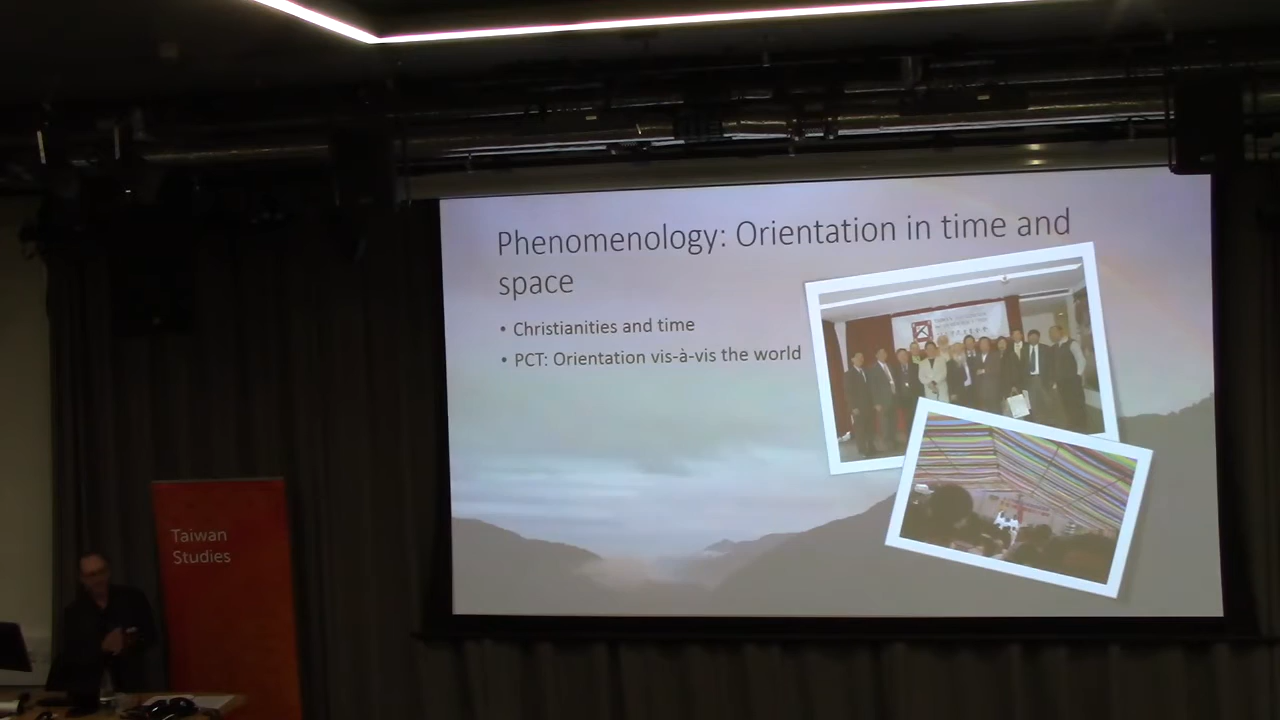 Phenomenology: Orientation in time and
space
• Christianities and time
• PCT: Orientation vis-à-vis the world
Taiwan
Studies